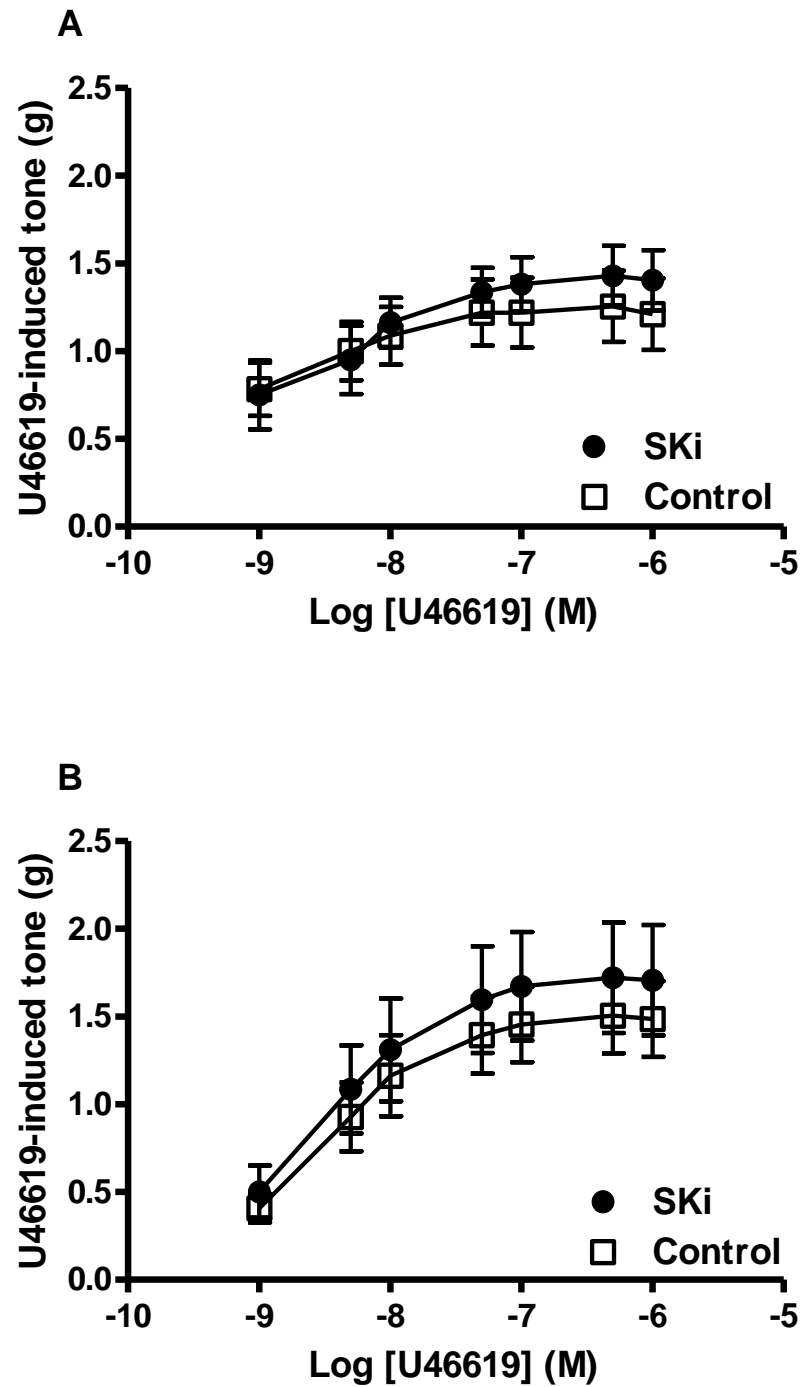 A
U46619-induced tone (g)
2.5
2.0
1.5
1.0
0.5
0.0
SKi
Control
-10 -9 -8 -7 -6 -5
Log [U46619] (M)
B
U46619-induced tone (g)
2.5
2.0
1.5
1.0
0.5
0.0
SKi
Control
-10 -9 -8 -7 -6 -5
Log [U46619] (M)